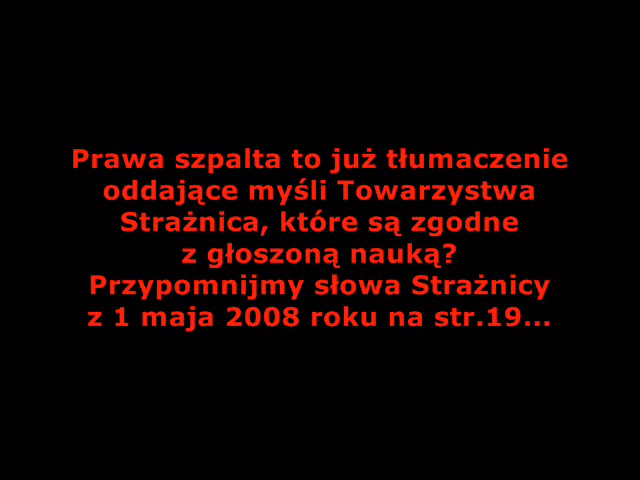 Prawa szpalta to już tłumaczenie
oddające myśli Towarzystwa
Strażnica, które są zgodne
z głoszoną nauką?
Przypomnijmy słowa Strażnicy
z 1 maja 2008 roku na str.19...